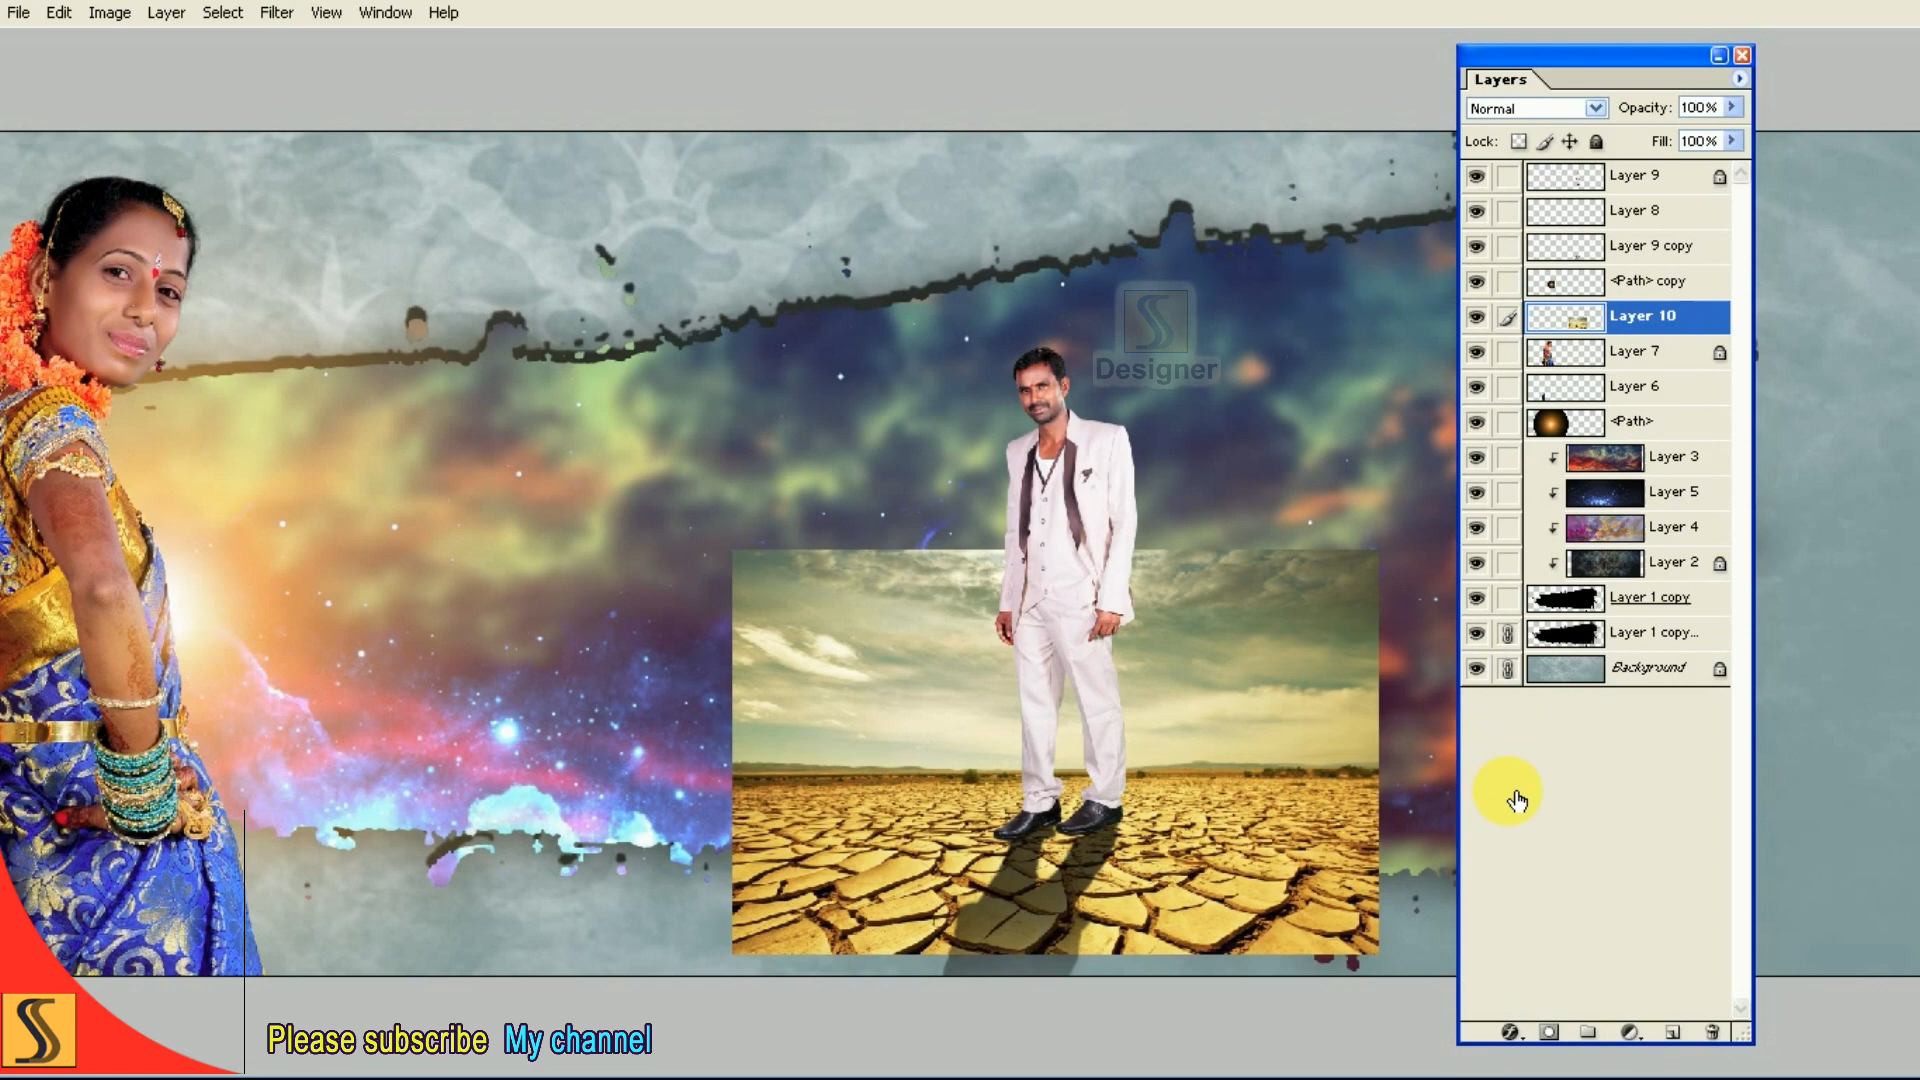 File Edit Image Layer Select Filter View Window Help
Layers
Normal Opacity: 100%
Lock: Fill: 100%
Layer 9
Layer 8
Layer 9 copy
<Path> copy
Layer 10
Layer 7
Layer 6
<Path>
Layer 3
Layer 5
Layer 4
Layer 2
Layer 1 copy
Layer 1 copy...
Background
Designer
Please subscribe My channel